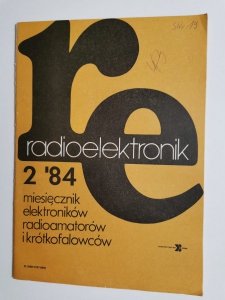 re
radioelektronik
2 '84
miesięcznik
elektroników
radioamatorów
i krótkofalowców